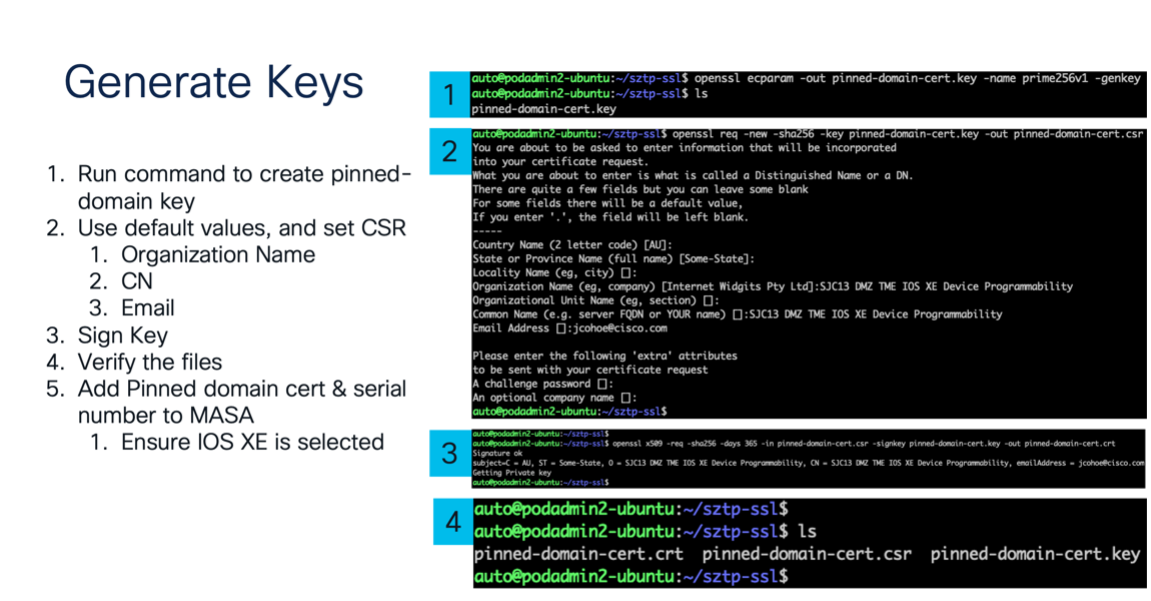 Generate Keys
1. Run command to create pinned-
domain key
2. Use default values, and set CSR
1. Organization Name
2. CN
3. Email
3. Sign Key
4. Verify the files
5. Add Pinned domain cert & serial
number to MASA
1. Ensure IOS XE is selected
1
auto@podadmin2-ubuntu:~/sztp-ssl$ openssl ecparam -out pinned-domain-cert.key -name prime256v1 -genkey
auto@podadmin2-ubuntu:~/sztp-ssl$ ls
pinned-domain-cert.key
2
auto@podadmin2-ubuntu:~/sztp-ssl$ openssl req -new -sha256 -key pinned-domain-cert.key -out pinned-domain-cert.csr
You are about to be asked to enter information that will be incorporated
into your certificate request.
What you are about to enter is what is called a Distinguished Name or a DN.
There are quite a few fields but you can leave some blank
For some fields there will be a default value,
If you enter '.', the field will be left blank.
-----
Country Name (2 letter code) [AU]:
State or Province Name (full name) [Some-State]:
Locality Name (eg, city) []:
Organization Name (eg, company) [Internet Widgits Pty Ltd]:SJC13 DMZ TME IOS XE Device Programmability
Organizational Unit Name (eg, section) []:
Common Name (e.g. server FQDN or YOUR name) []:SJC13 DMZ TME IOS XE Device Programmability
Email Address []:jcohoe@cisco.com
Please enter the following 'extra' attributes
to be sent with your certificate request
A challenge password []:
An optional company name []:
auto@podadmin2-ubuntu:~/sztp-ssl$
3
auto@podadmin2-ubuntu:~/sztp-ssl$
auto@podadmin2-ubuntu:~/sztp-ssl$ openssl x509 -req -sha256 -days 365 -in pinned-domain-cert.csr -signkey pinned-domain-cert.key -out pinned-domain-cert.crt
Signature ok
subject=C = AU, ST = Some-State, O = SJC13 DMZ TME IOS XE Device Programmability, CN = SJC13 DMZ TME IOS XE Device Programmability, emailAddress = jcohoe@cisco.com
Getting Private key
auto@podadmin2-ubuntu:~/sztp-ssl$
4
auto@podadmin2-ubuntu:~/sztp-ssl$
auto@podadmin2-ubuntu:~/sztp-ssl$ ls
pinned-domain-cert.crt pinned-domain-cert.csr pinned-domain-cert.key
auto@podadmin2-ubuntu:~/sztp-ssl$